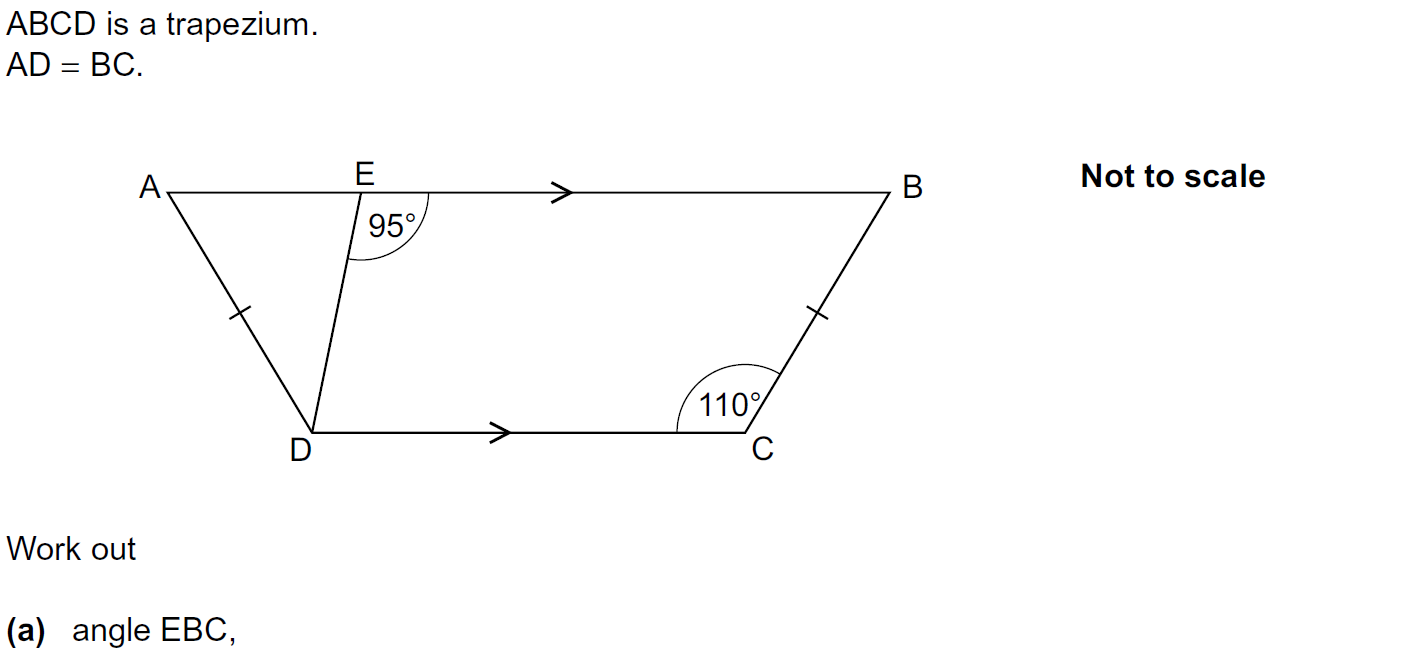 ABCD is a trapezium.
AD = BC.
E
A
B
Not to scale
95°
110°
D
C
Work out
(a) angle EBC,